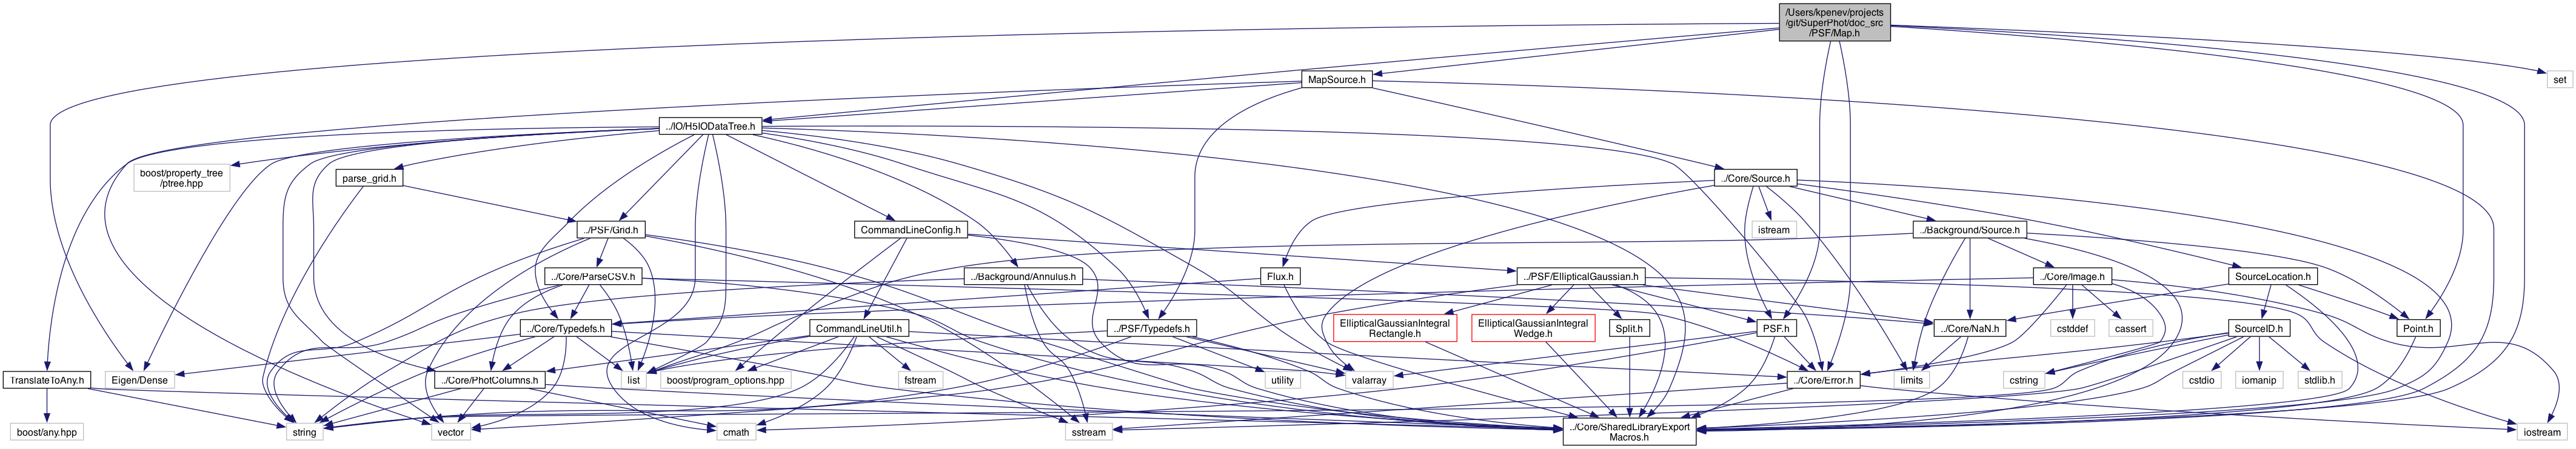 /Users/kpenev/projects
/git/SuperPhot/doc_src
/PSF/Map.h
MapSource.h
set
../IO/H5IODataTree.h
boost/property_tree
/ptree.hpp
parse_grid.h
../Core/Source.h
../PSF/Grid.h
CommandLineConfig.h
istream
../Background/Source.h
../Core/ParseCSV.h
../Background/Annulus.h
Flux.h
../PSF/EllipticalGaussian.h
../Core/Image.h
SourceLocation.h
../Core/Typedefs.h
CommandLineUtil.h
../PSF/Typedefs.h
EllipticalGaussianIntegral
Rectangle.h
EllipticalGaussianIntegral
Wedge.h
Split.h
PSF.h
../Core/NaN.h
cstddef
cassert
SourceID.h
Point.h
TranslateToAny.h
Eigen/Dense
../Core/PhotColumns.h
list
boost/program_options.hpp
fstream
utility
valarray
../Core/Error.h
limits
cstring
cstdio
iomanip
stdlib.h
boost/any.hpp
string
vector
cmath
sstream
../Core/SharedLibraryExport
Macros.h
iostream